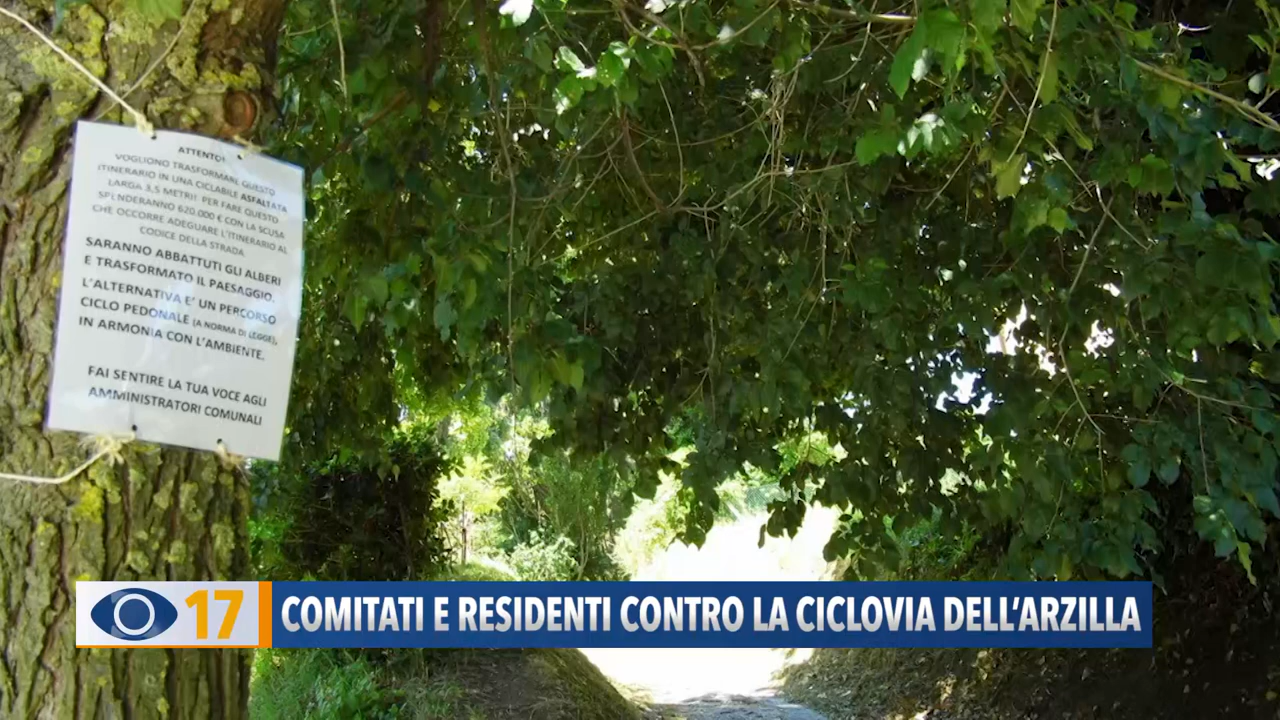 ATTENTO!
VOGLIONO TRASFORMARE QUESTO
ITINERARIO IN UNA CICLABILE ASFALTATA
LARGA 3,5 METRI! PER FARE QUESTO
SPENDERANNO 620.000 € CON LA SCUSA
CHE OCCORRE ADEGUARE L'ITINERARIO AL
CODICE DELLA STRADA.
SARANNO ABBATTUTI GLI ALBERI
E TRASFORMATO IL PAESAGGIO.
L'ALTERNATIVA E' UN PERCORSO
CICLO PEDONALE (A NORMA DI LEGGE),
IN ARMONIA CON L'AMBIENTE.
FAI SENTIRE LA TUA VOCE AGLI
AMMINISTRATORI COMUNALI
17 COMITATI E RESIDENTI CONTRO LA CICLOVIA DELL'ARZILLA